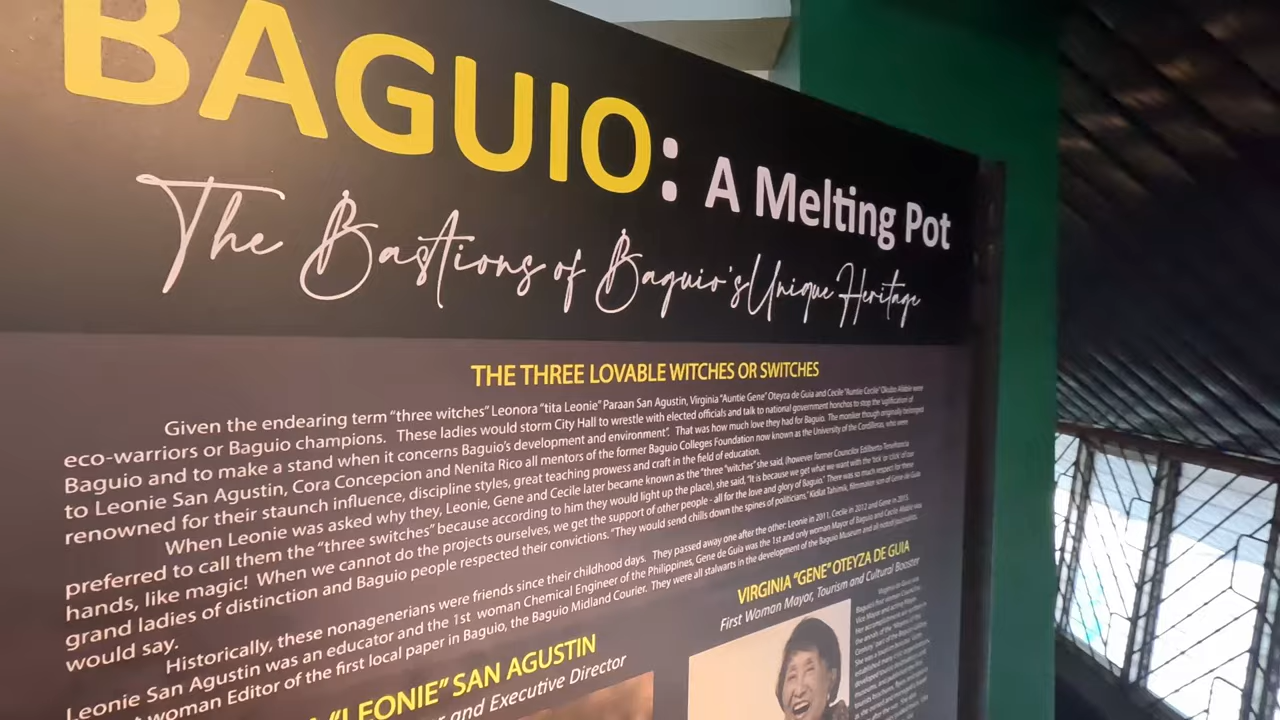 BAGUIO: A Melting Pot
The Bastions of Baguio's Unique Heritage
THE THREE LOVABLE WITCHES OR SWITCHES
Given the endearing term "three witches" Leonora "tita Leonie" Paraan San Agustin, Virginia "Auntie Gene" Oteyza de Guia and Cecile "Auntie Cecile" Okubo Afable were
eco-warriors or Baguio champions. These ladies would storm City Hall to wrestle with elected officials and talk to national government honchos to stop the 'uglification of
Baguio and to make a stand when it concerns Baguio's development and environment". That was how much love they had for Baguio. The moniker though originally belonged
to Leonie San Agustin, Cora Concepcion and Nenita Rico all mentors of the former Baguio Colleges Foundation now known as the University of the Cordilleras, who were
renowned for their staunch influence, discipline styles, great teaching prowess and craft in the field of education.
When Leonie was asked why they, Leonie, Gene and Cecile later became known as the "three "witches" she said, (however former Councilor Edilberto Tenefrancia
preferred to call them the "three switches" because according to him they would light up the place), she said, "It is because we get what we want with the 'tick' or 'click' of our
hands, like magic! When we cannot do the projects ourselves, we get the support of other people - all for the love and glory of Baguio." There was so much respect for these
grand ladies of distinction and Baguio people respected their convictions. "They would send chills down the spines of politicians." Kidlat Tahimik, filmmaker son of Gene de Guia
would say.
Historically, these nonagenerians were friends since their childhood days. They passed away one after the other: Leonie in 2011, Cecile in 2012 and Gene in 2015.
Leonie San Agustin was an educator and the 1st woman Chemical Engineer of the Philippines, Gene de Guia was the 1st and only woman Mayor of Baguio and Cecile Afable was
woman Editor of the first local paper in Baguio, the Baguio Midland Courier. They were all stalwarts in the development of the Baguio Museum and all noted journalists.
"LEONIE" SAN AGUSTIN
and Executive Director
VIRGINIA "GENE" OTEYZA DE GUIA
First Woman Mayor, Tourism and Cultural Booster